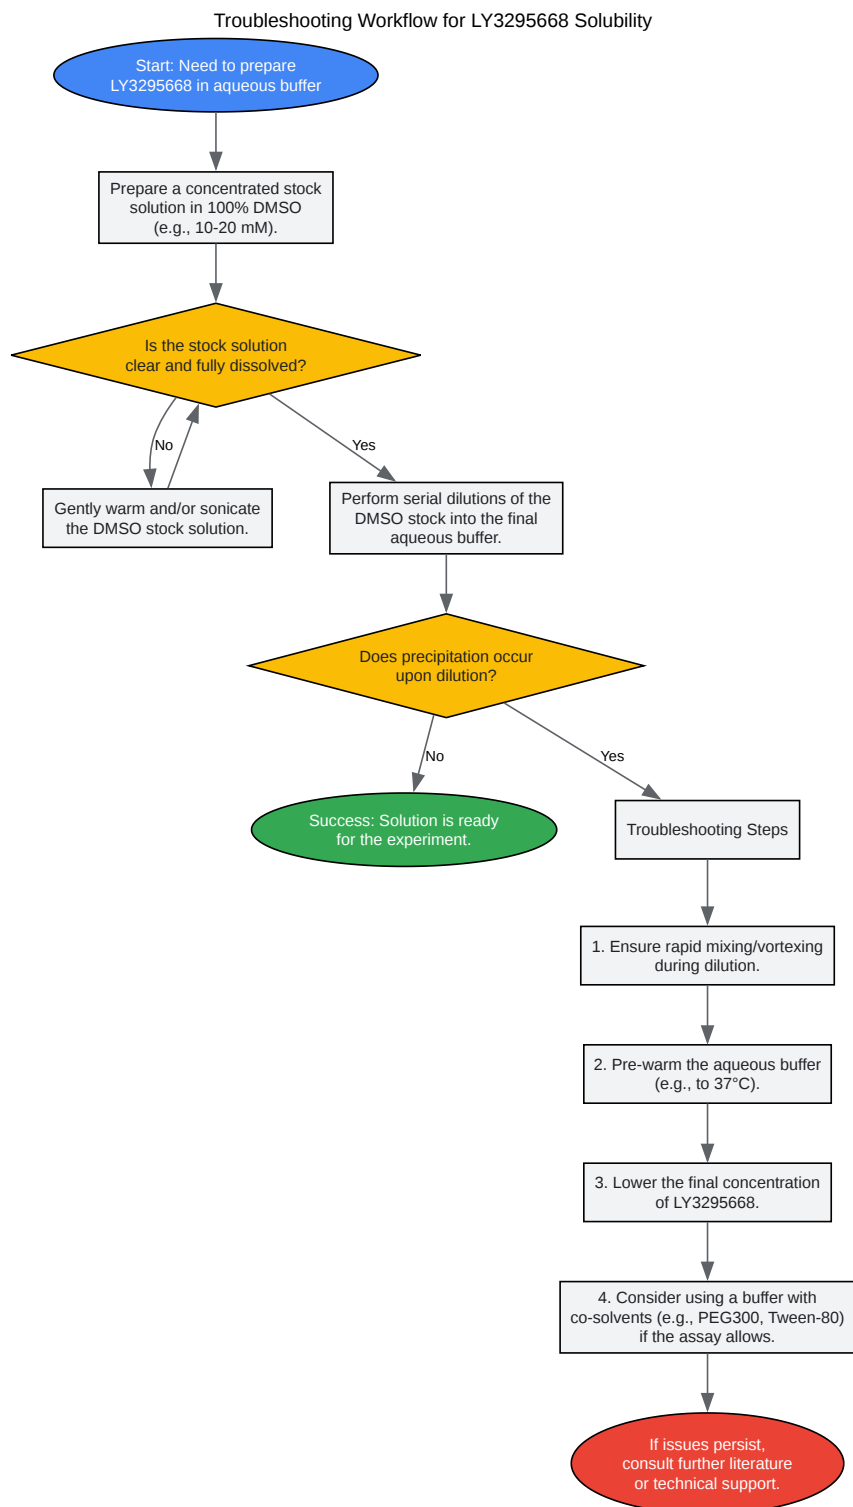 Troubleshooting Workflow for LY3295668 Solubility
Start: Need to prepare
LY3295668 in aqueous buffer
Prepare a concentrated stock
solution in 100% DMSO
(e.g., 10-20 mM).
Is the stock solution
clear and fully dissolved?
No
Yes
Gently warm and/or sonicate
the DMSO stock solution.
Perform serial dilutions of the
DMSO stock into the final
aqueous buffer.
Does precipitation occur
upon dilution?
No
Yes
Success: Solution is ready
for the experiment.
Troubleshooting Steps
1. Ensure rapid mixing/vortexing
during dilution.
2. Pre-warm the aqueous buffer
(e.g., to 37°C).
3. Lower the final concentration
of LY3295668.
4. Consider using a buffer with
co-solvents (e.g., PEG300, Tween-80)
if the assay allows.
If issues persist,
consult further literature
or technical support.